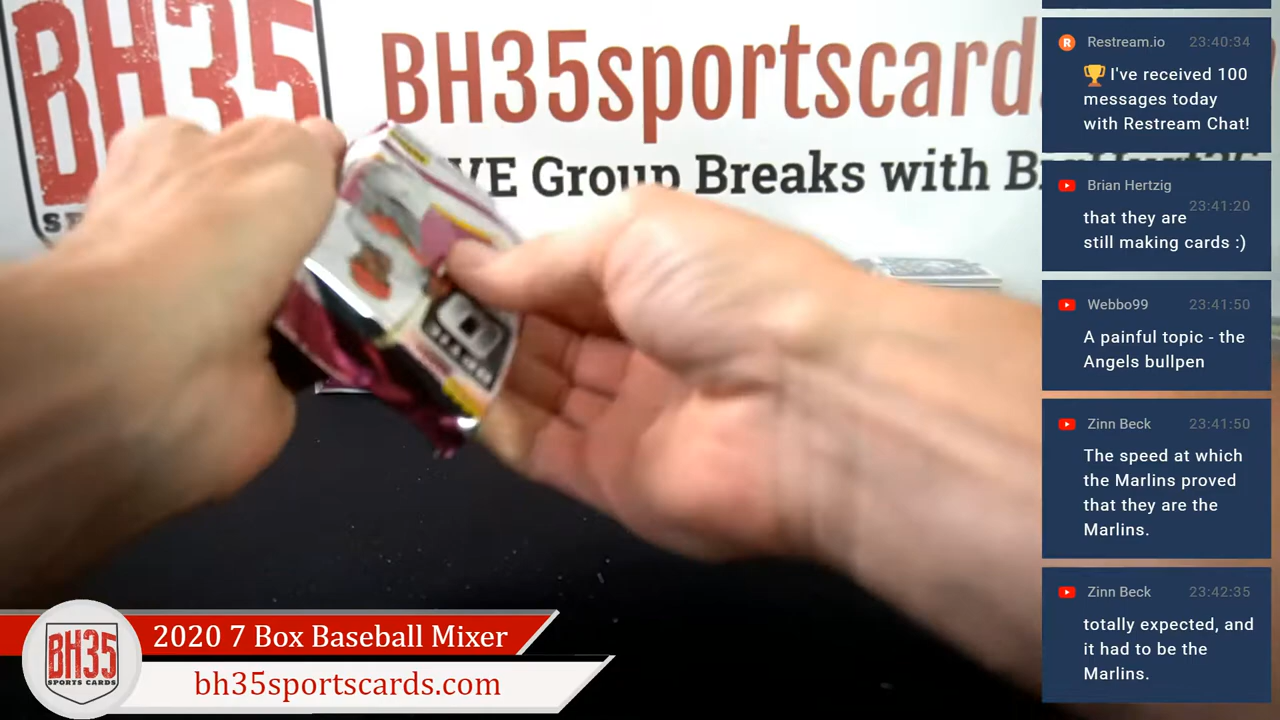 BH35
BH35sportscard
VE Group Breaks with B
Restream.io 23:40:34
🏆 I've received 100
messages today
with Restream Chat!
Brian Hertzig
23:41:20
that they are
still making cards :)
Webbo99 23:41:50
A painful topic - the
Angels bullpen
Zinn Beck 23:41:50
The speed at which
the Marlins proved
that they are the
Marlins.
Zinn Beck 23:42:35
totally expected, and
it had to be the
Marlins.
BH35
SPORTS CARDS
2020 7 Box Baseball Mixer
bh35sportscards.com